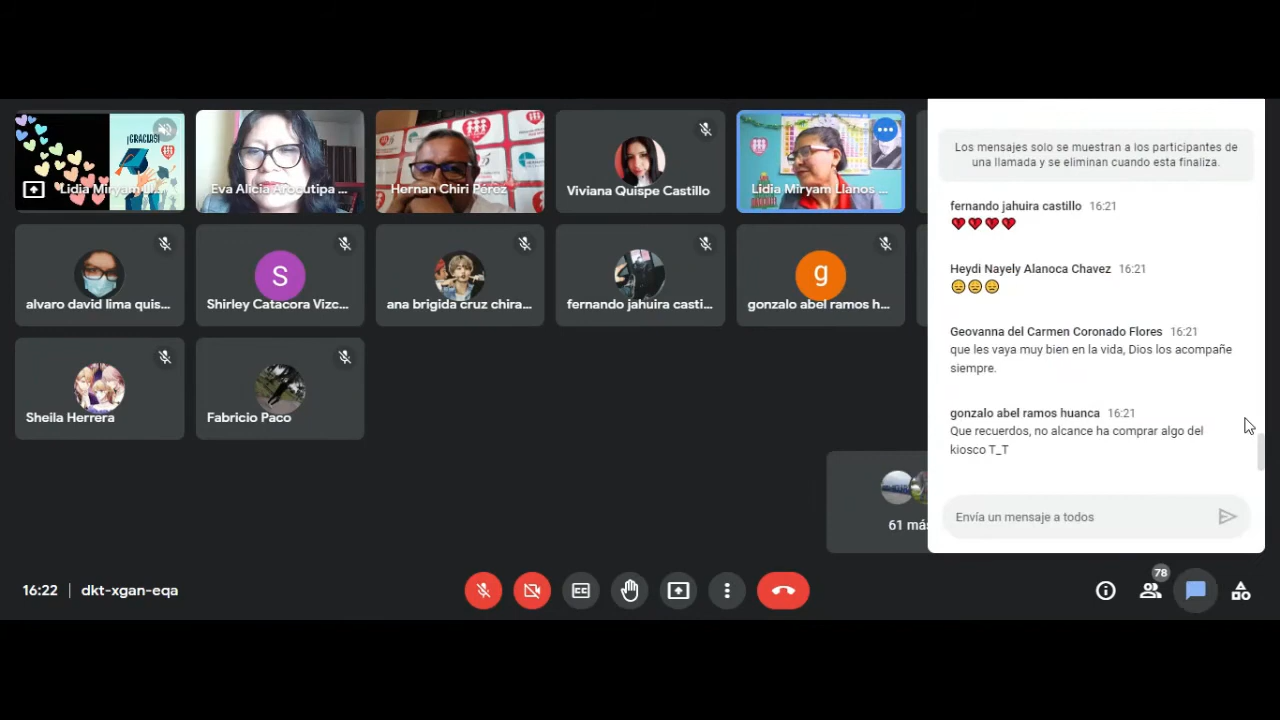 ¡GRACIAS!
Lidia Miryam Ll...
Eva Alicia Arocutipa ...
Hernan Chiri Pérez
Viviana Quispe Castillo
Lidia Miryam Llanos ...
alvaro david lima quis...
S
Shirley Catacora Vizc...
ana brigida cruz chira...
fernando jahuira casti...
g
gonzalo abel ramos h...
Sheila Herrera
Fabricio Paco
61 más
Los mensajes solo se muestran a los participantes de
una llamada y se eliminan cuando esta finaliza.
fernando jahuira castillo 16:21
💔💔💔💔
Heydi Nayely Alanoca Chavez 16:21
😑😑😑
Geovanna del Carmen Coronado Flores 16:21
que les vaya muy bien en la vida, Dios los acompañe
siempre.
gonzalo abel ramos huanca 16:21
Que recuerdos, no alcance ha comprar algo del
kiosco T_T
Envía un mensaje a todos
16:22 | dkt-xgan-eqa
78